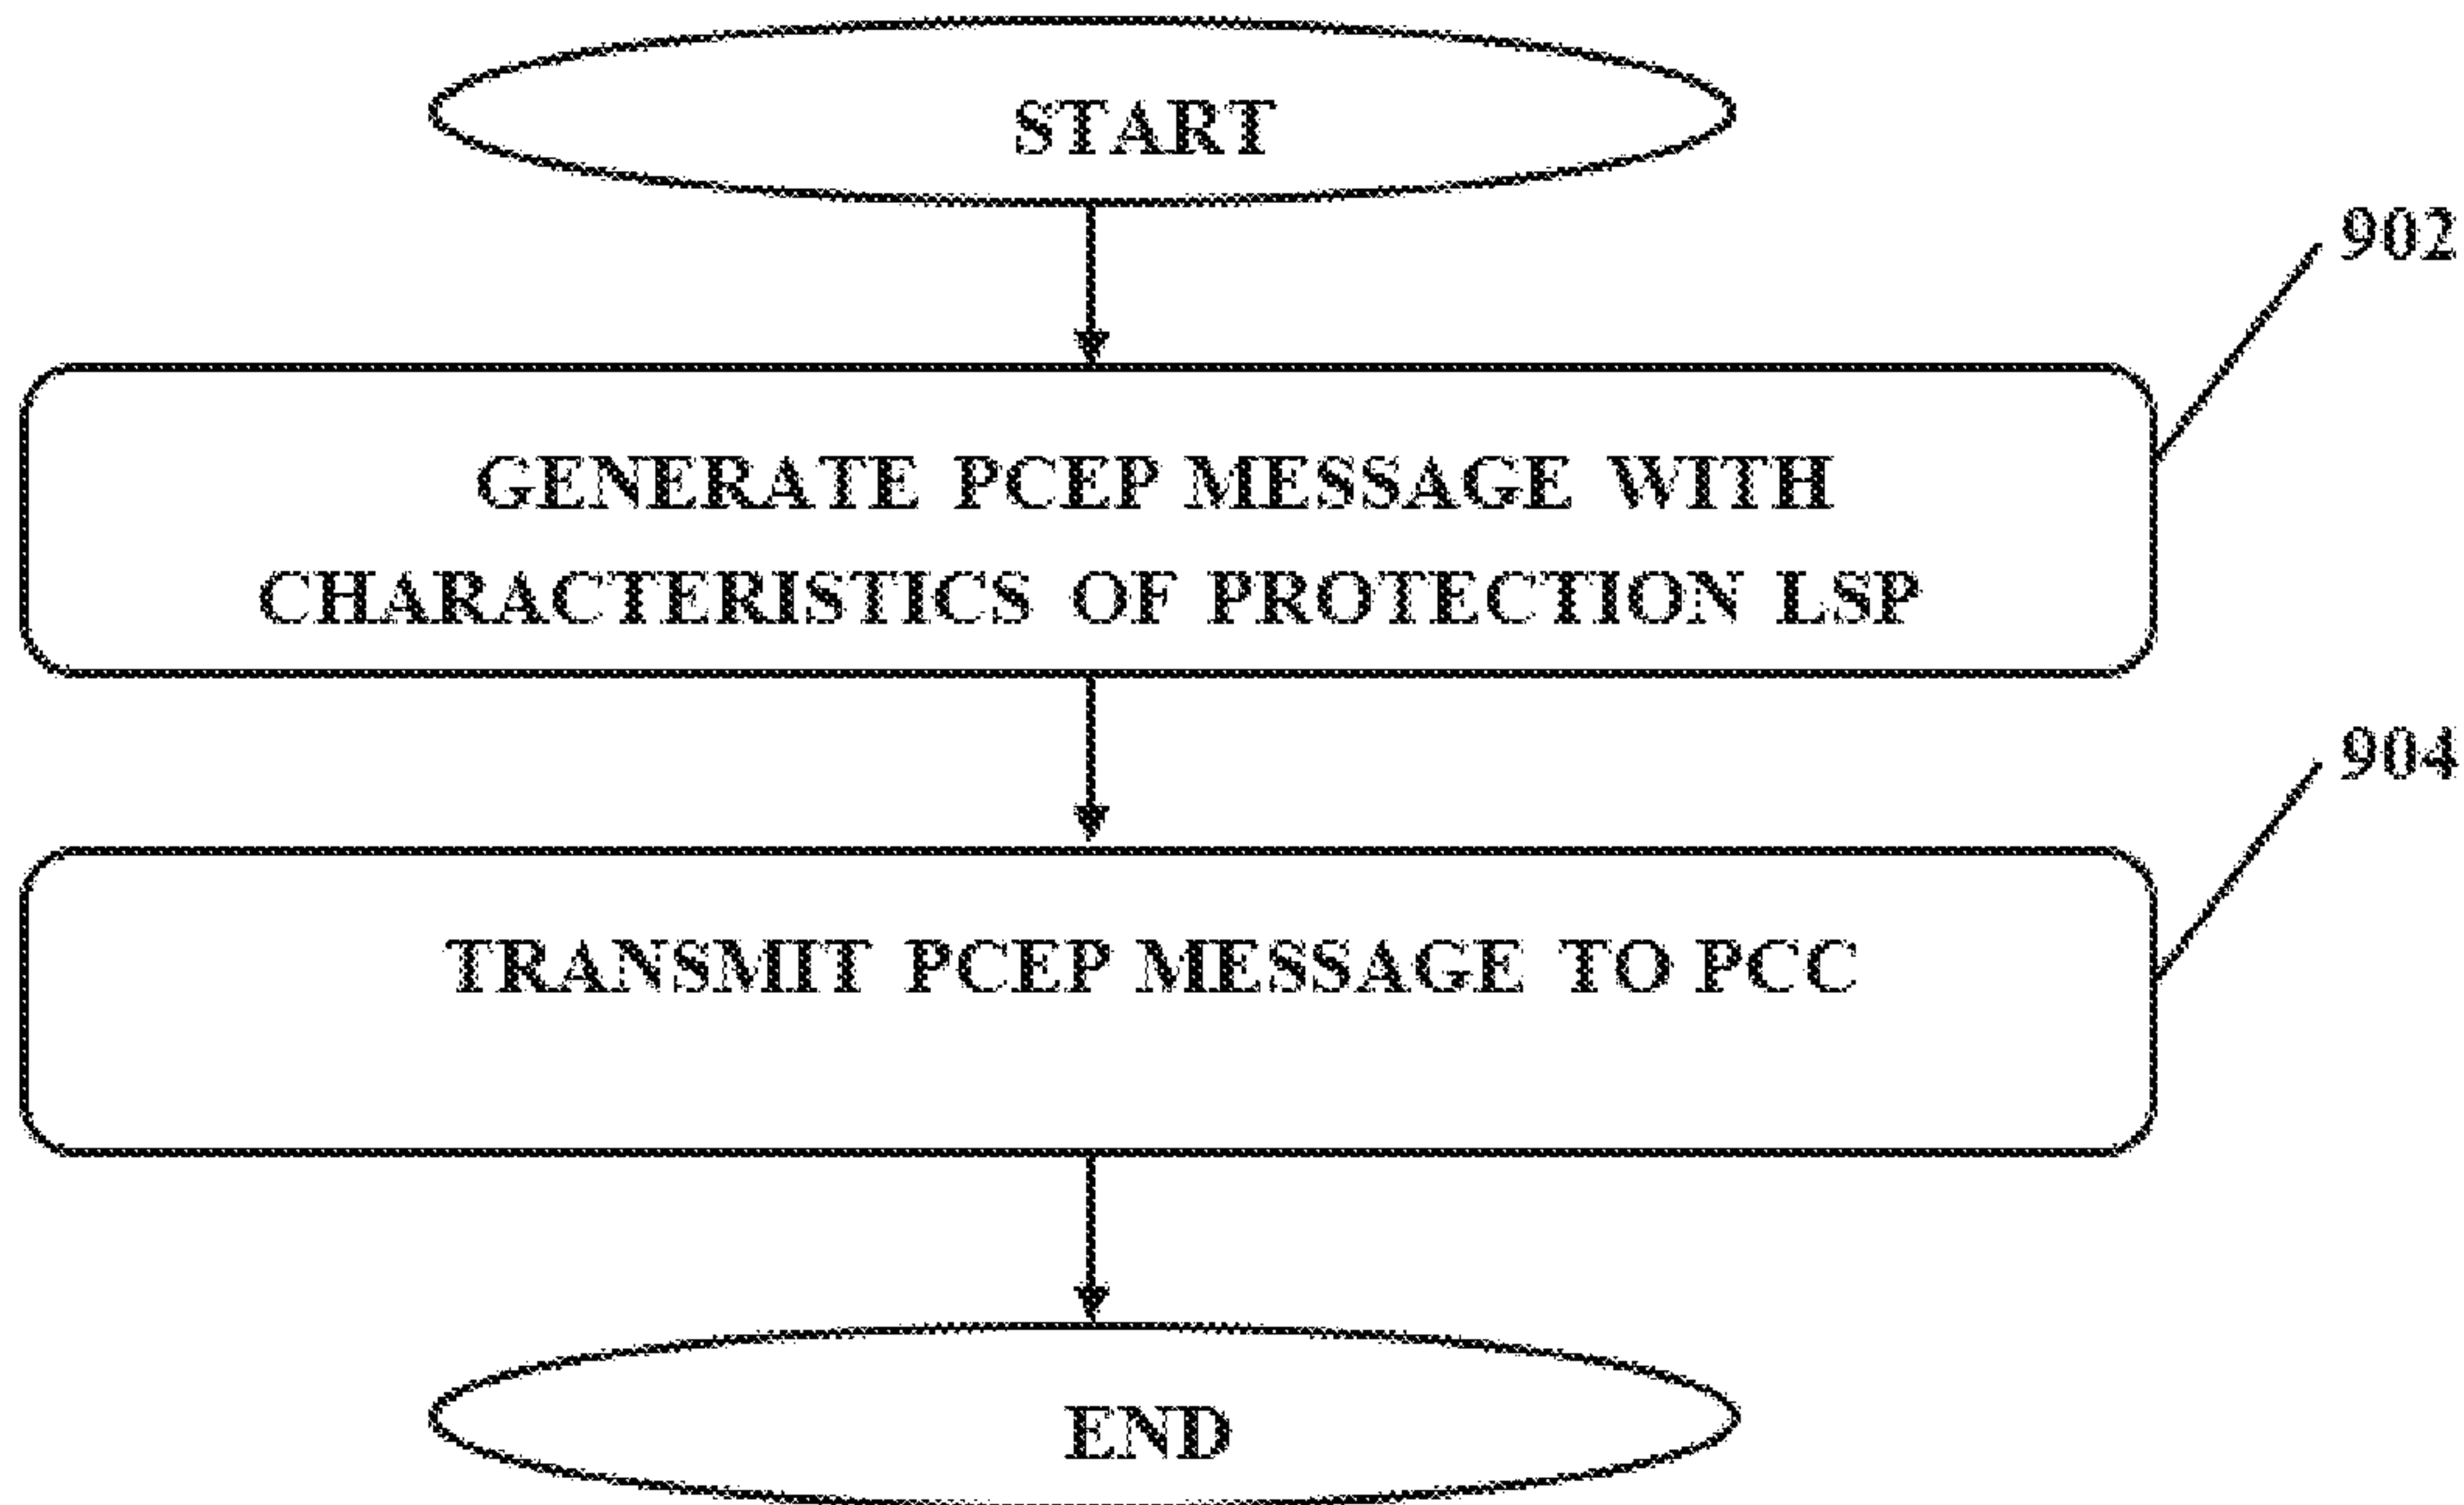 START
902
GENERATE PCEP MESSAGE WITH
CHARACTERISTICS OF PROTECTION LSP
904
TRANSMIT PCEP MESSAGE TO PCC
END